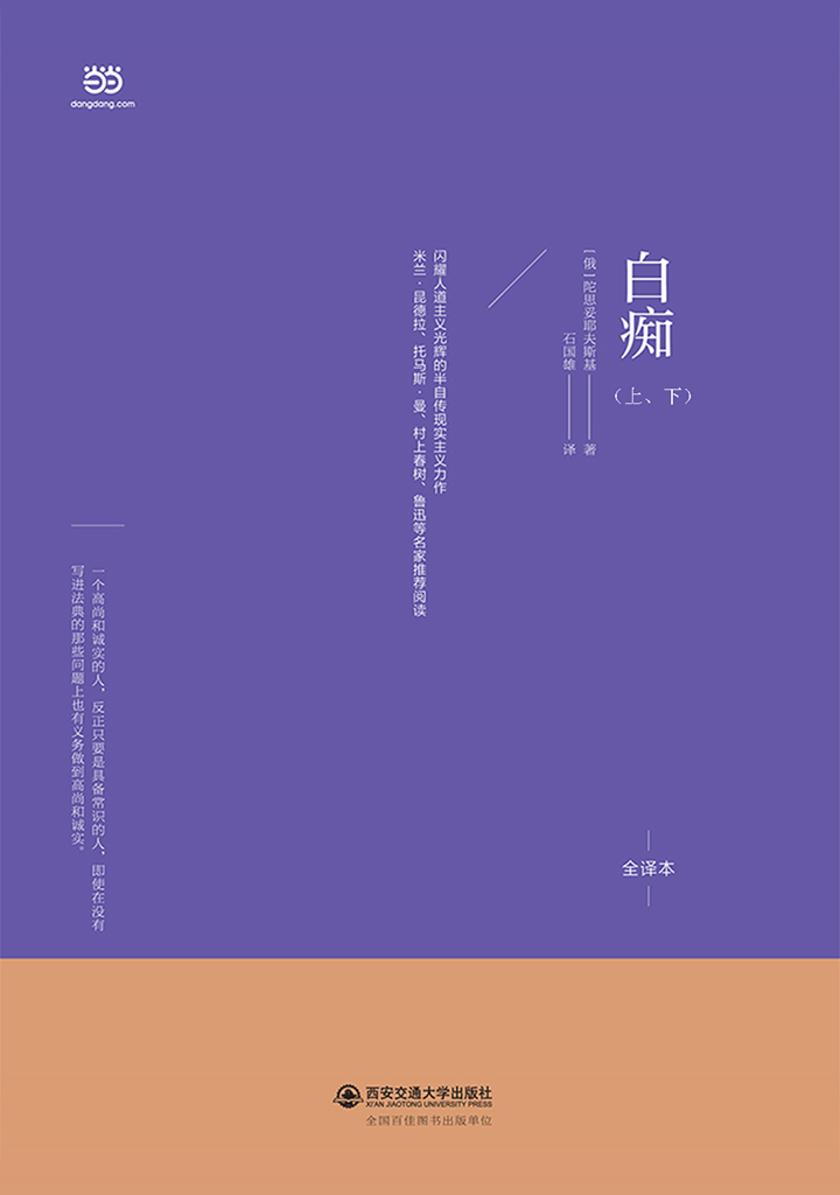 当当
dangdang.com
白痴
（上、下）
[俄]陀思妥耶夫斯基——著
石国雄——译
闪耀人道主义光辉的半自传现实主义力作
米兰·昆德拉、托马斯·曼、村上春树、鲁迅等名家推荐阅读
一个高尚和诚实的人，反正只要是具备常识的人，即使在没有
写进法典的那些问题上也有义务做到高尚和诚实。
全译本
西安交通大学出版社
XI'AN JIAOTONG UNIVERSITY PRESS
全国百佳图书出版单位